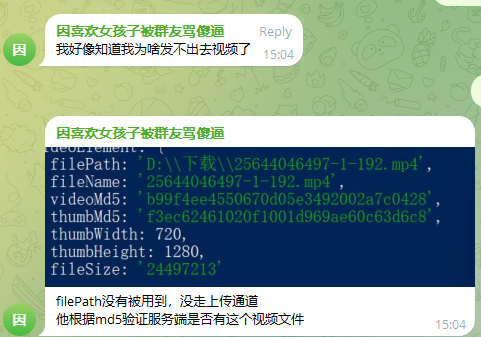 因喜欢女孩子被群友骂傻逼 Reply
我好像知道我为啥发不出去视频了 15:04
因
因喜欢女孩子被群友骂傻逼
deoElement: {
filePath: 'D:\\下载\\25644046497-1-192.mp4',
fileName: '25644046497-1-192.mp4',
videoMd5: 'b99f4ee4550670d05e3492002a7c0428',
thumbMd5: 'f3ec62461020f1001d969ae60c63d6c8',
thumbWidth: 720,
thumbHeight: 1280,
fileSize: '24497213'
filePath没有被用到，没走上传通道
他根据md5验证服务端是否有这个视频文件
因 15:04